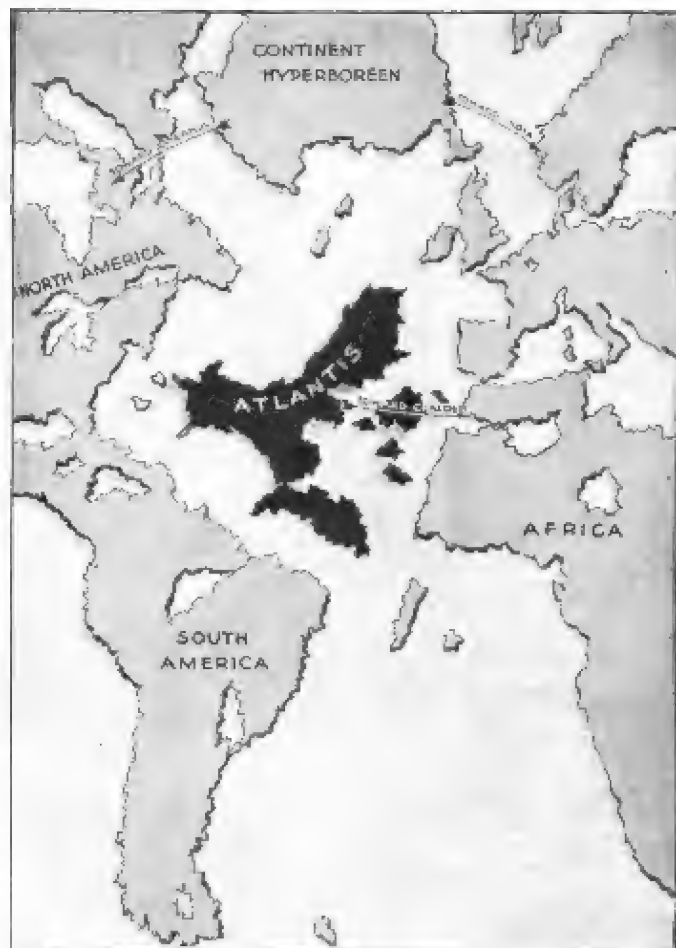 CONTINENT
HYPERBORÉEN
NORTH AMERICA
ATLANTIS
AFRICA
SOUTH
AMERICA